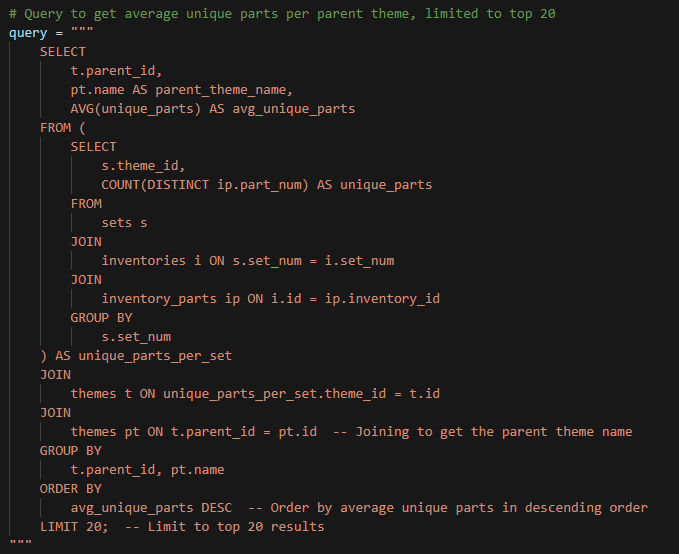 # Query to get average unique parts per parent theme, limited to top 20
query = """
    SELECT
        t.parent_id,
        pt.name AS parent_theme_name,
        AVG(unique_parts) AS avg_unique_parts
    FROM (
        SELECT
            s.theme_id,
            COUNT(DISTINCT ip.part_num) AS unique_parts
        FROM
            sets s
        JOIN
            inventories i ON s.set_num = i.set_num
        JOIN
            inventory_parts ip ON i.id = ip.inventory_id
        GROUP BY
            s.set_num
    ) AS unique_parts_per_set
    JOIN
        themes t ON unique_parts_per_set.theme_id = t.id
    JOIN
        themes pt ON t.parent_id = pt.id  -- Joining to get the parent theme name
    GROUP BY
        t.parent_id, pt.name
    ORDER BY
        avg_unique_parts DESC  -- Order by average unique parts in descending order
    LIMIT 20;  -- Limit to top 20 results
"""